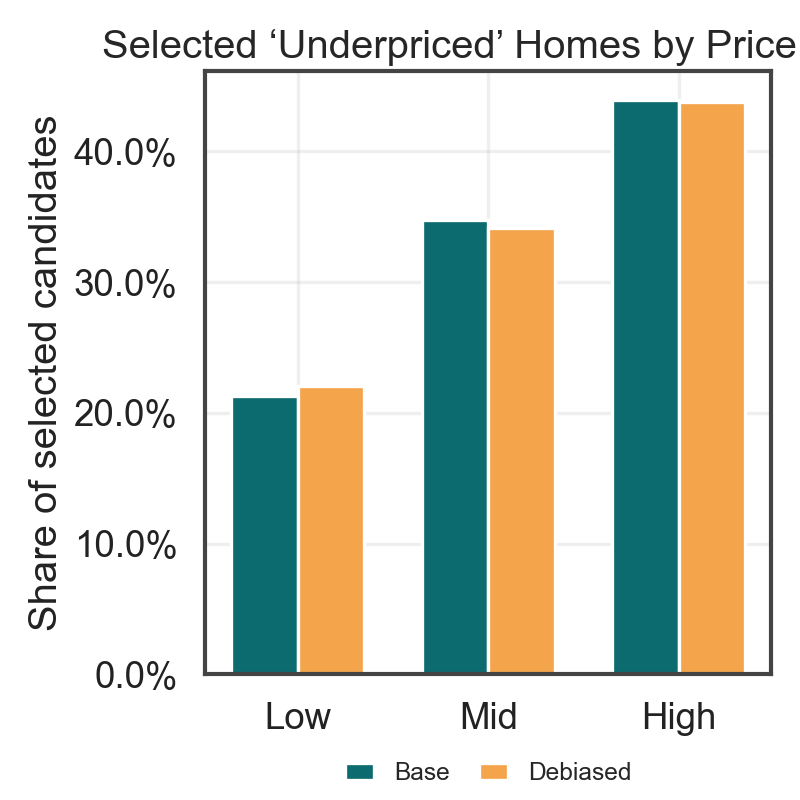 Selected ‘Underpriced’ Homes by Price
Share of selected candidates
40.0%
30.0%
20.0%
10.0%
0.0%
Low Mid High
Base Debiased